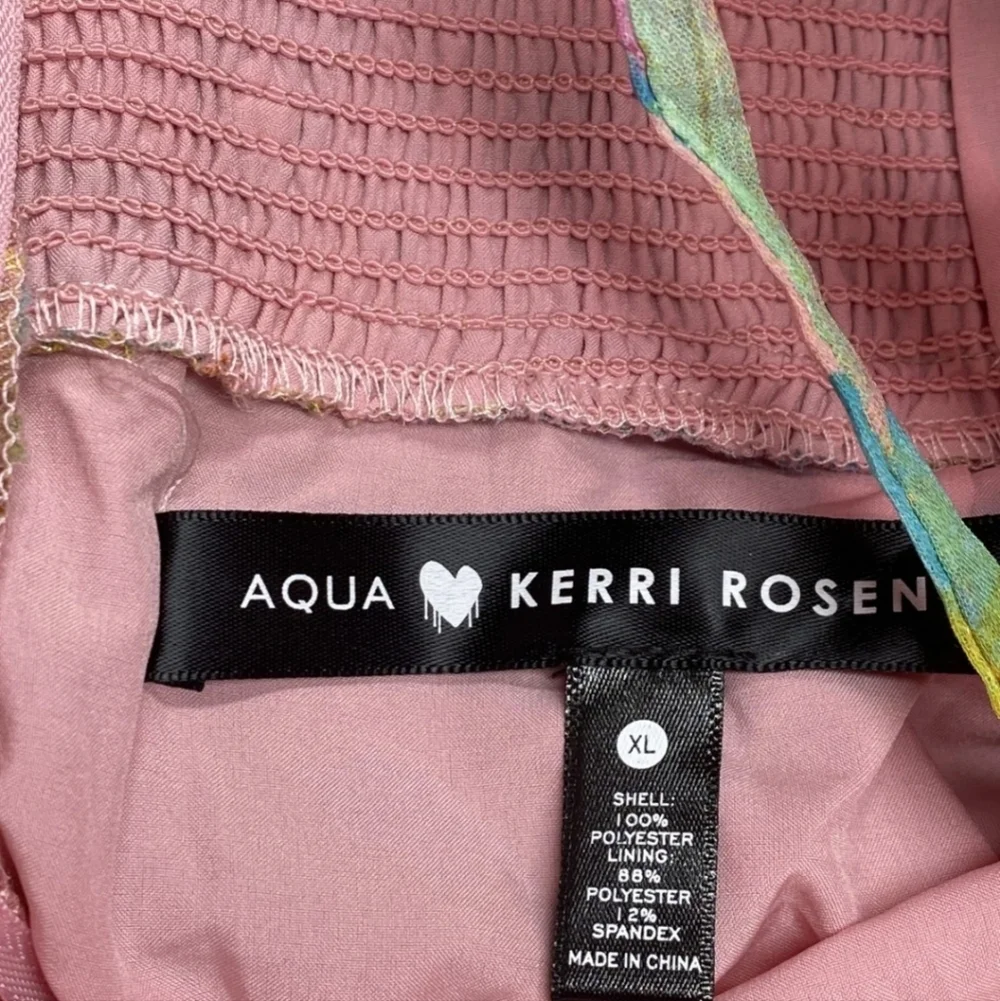 AQUA KERRI ROSEN
XL
SHELL:
100%
POLYESTER
LINING:
88%
POLYESTER
12%
SPANDEX
MADE IN CHINA